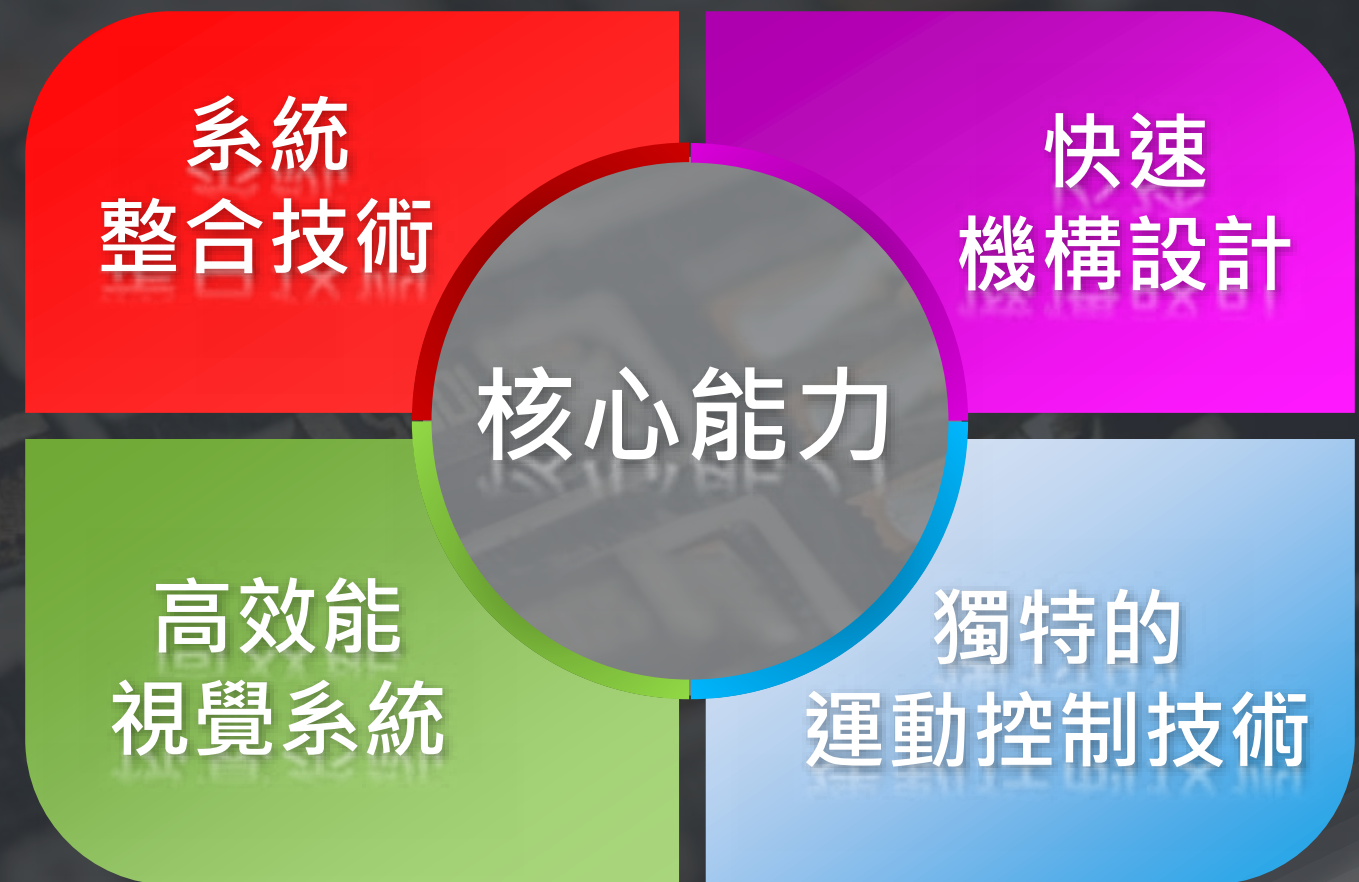 系統
整合技術
快速
機構設計
核心能力
高效能
視覺系統
獨特的
運動控制技術